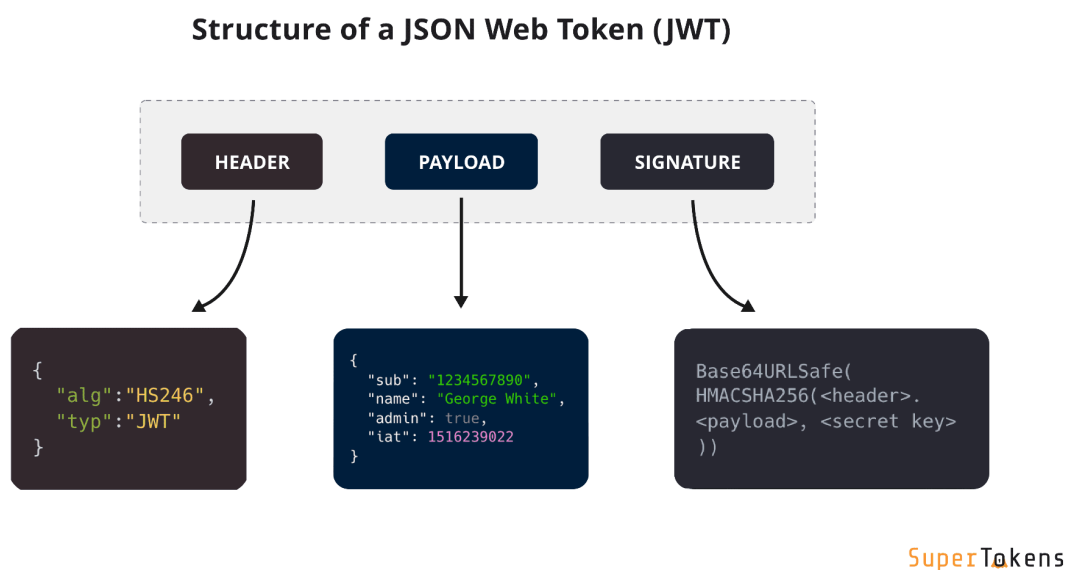 Structure of a JSON Web Token (JWT)
HEADER
PAYLOAD
SIGNATURE
{
"alg":"HS246",
"typ":"JWT"
}
{
"sub": "1234567890",
"name": "George White",
"admin": true,
"iat": 1516239022
}
Base64URLSafe(
HMACSHA256(<header>.
<payload>, <secret key>
))
SuperTokens